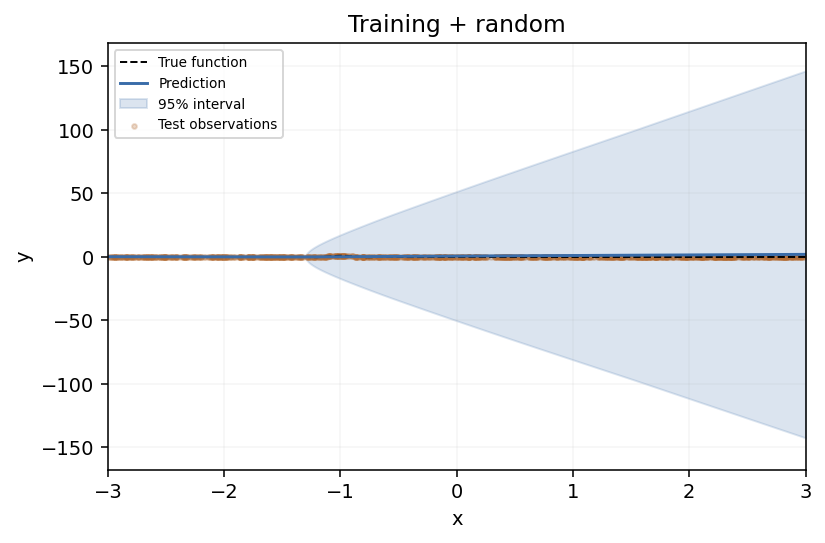 Training + random
True function
Prediction
95% interval
Test observations
150
100
50
0
−50
−100
−150
y
−3
−2
−1
0
1
2
3
x